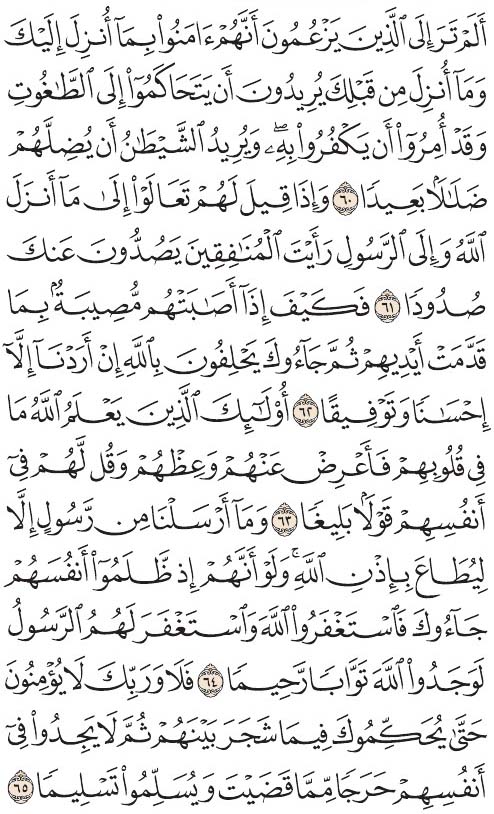 أَلَمۡ تَرَ إِلَى ٱلَّذِينَ يَزۡعُمُونَ أَنَّهُمۡ ءَامَنُواْ بِمَآ أُنزِلَ إِلَيۡكَ
وَمَآ أُنزِلَ مِن قَبۡلِكَ يُرِيدُونَ أَن يَتَحَاكَمُوٓاْ إِلَى ٱلطَّٰغُوتِ
وَقَدۡ أُمِرُوٓاْ أَن يَكۡفُرُواْ بِهِۦۖ وَيُرِيدُ ٱلشَّيۡطَٰنُ أَن يُضِلَّهُمۡ
ضَلَٰلَۢا بَعِيدٗا ٦٠ وَإِذَا قِيلَ لَهُمۡ تَعَالَوۡاْ إِلَىٰ مَآ أَنزَلَ
ٱللَّهُ وَإِلَى ٱلرَّسُولِ رَأَيۡتَ ٱلۡمُنَٰفِقِينَ يَصُدُّونَ عَنكَ
صُدُودٗا ٦١ فَكَيۡفَ إِذَآ أَصَٰبَتۡهُم مُّصِيبَةُۢ بِمَا
قَدَّمَتۡ أَيۡدِيهِمۡ ثُمَّ جَآءُوكَ يَحۡلِفُونَ بِٱللَّهِ إِنۡ أَرَدۡنَآ إِلَّآ
إِحۡسَٰنٗا وَتَوۡفِيقًا ٦٢ أُوْلَٰٓئِكَ ٱلَّذِينَ يَعۡلَمُ ٱللَّهُ مَا
فِي قُلُوبِهِمۡ فَأَعۡرِضۡ عَنۡهُمۡ وَعِظۡهُمۡ وَقُل لَّهُمۡ فِيٓ
أَنفُسِهِمۡ قَوۡلَۢا بَلِيغٗا ٦٣ وَمَآ أَرۡسَلۡنَا مِن رَّسُولٍ إِلَّا
لِيُطَاعَ بِإِذۡنِ ٱللَّهِۚ وَلَوۡ أَنَّهُمۡ إِذ ظَّلَمُوٓاْ أَنفُسَهُمۡ
جَآءُوكَ فَٱسۡتَغۡفَرُواْ ٱللَّهَ وَٱسۡتَغۡفَرَ لَهُمُ ٱلرَّسُولُ
لَوَجَدُواْ ٱللَّهَ تَوَّابٗا رَّحِيمٗا ٦٤ فَلَا وَرَبِّكَ لَا يُؤۡمِنُونَ
حَتَّىٰ يُحَكِّمُوكَ فِيمَا شَجَرَ بَيۡنَهُمۡ ثُمَّ لَا يَجِدُواْ فِيٓ
أَنفُسِهِمۡ حَرَجٗا مِّمَّا قَضَيۡتَ وَيُسَلِّمُواْ تَسۡلِيمٗا ٦٥